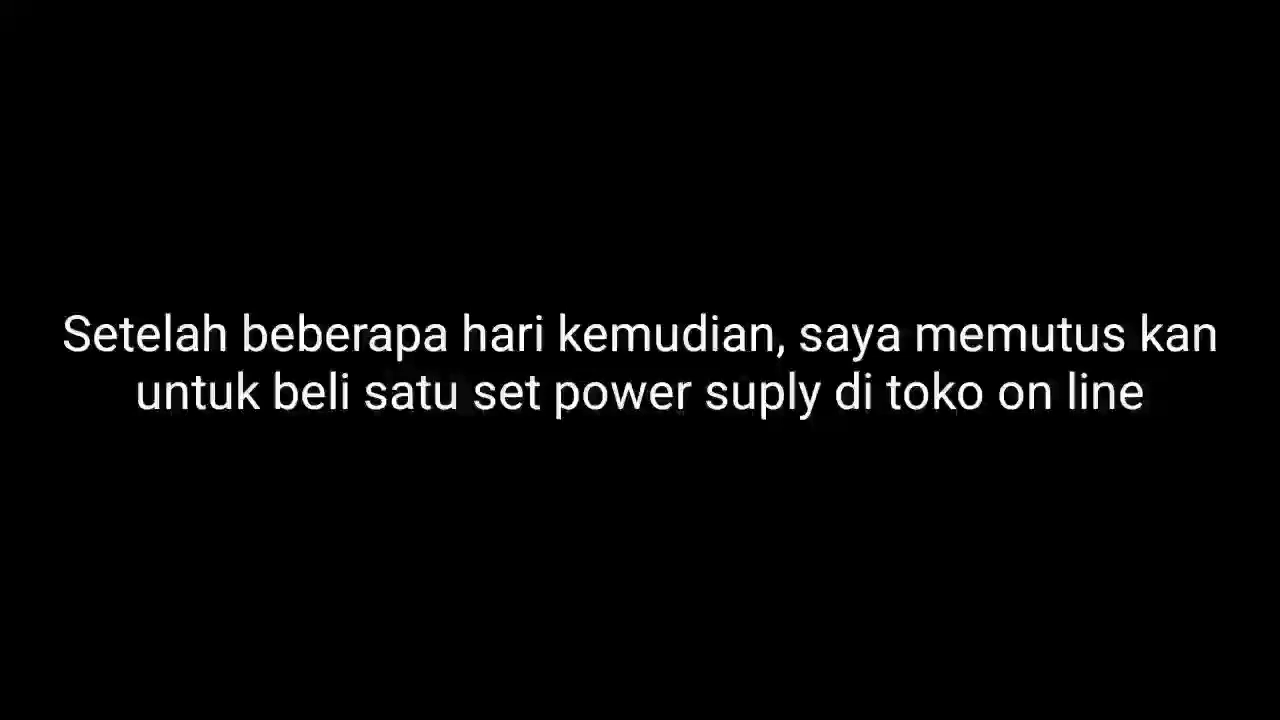 Setelah beberapa hari kemudian, saya memutus kan
untuk beli satu set power suply di toko on line